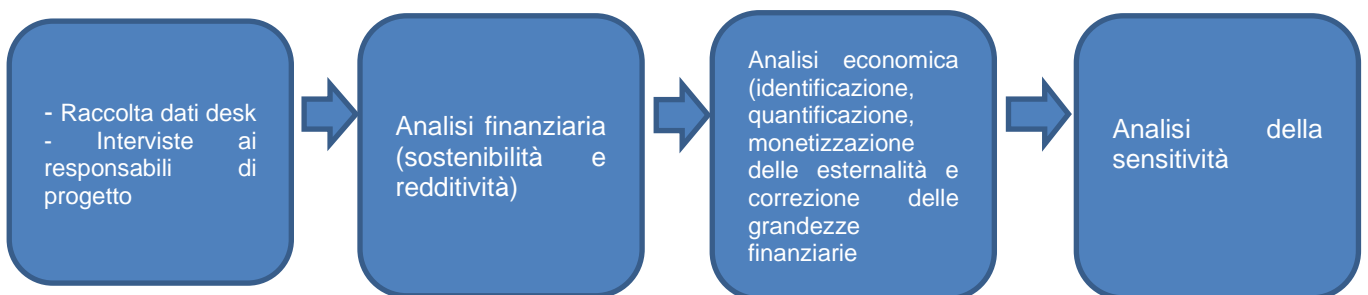 - Raccolta dati desk
- Interviste ai
responsabili di
progetto
Analisi finanziaria
(sostenibilità e
redditività)
Analisi economica
(identificazione,
quantificazione,
monetizzazione
delle esternalità e
correzione delle
grandezze
finanziarie
Analisi della
sensitività